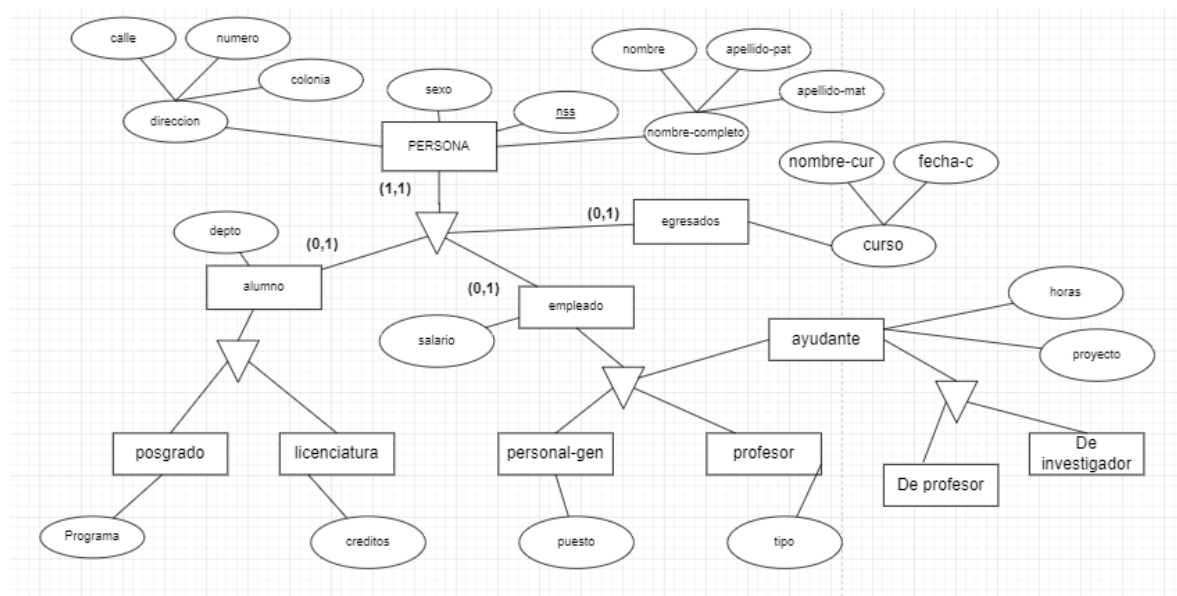 calle
numero
colonia
direccion
sexo
nss
PERSONA
nombre
apellido-pat
apellido-mat
nombre-completo
(1,1)
nombre-cur
fecha-c
curso
egresados
(0,1)
depto
(0,1)
alumno
(0,1)
empleado
salario
ayudante
horas
proyecto
posgrado
licenciatura
personal-gen
profesor
De profesor
De
investigador
Programa
creditos
puesto
tipo